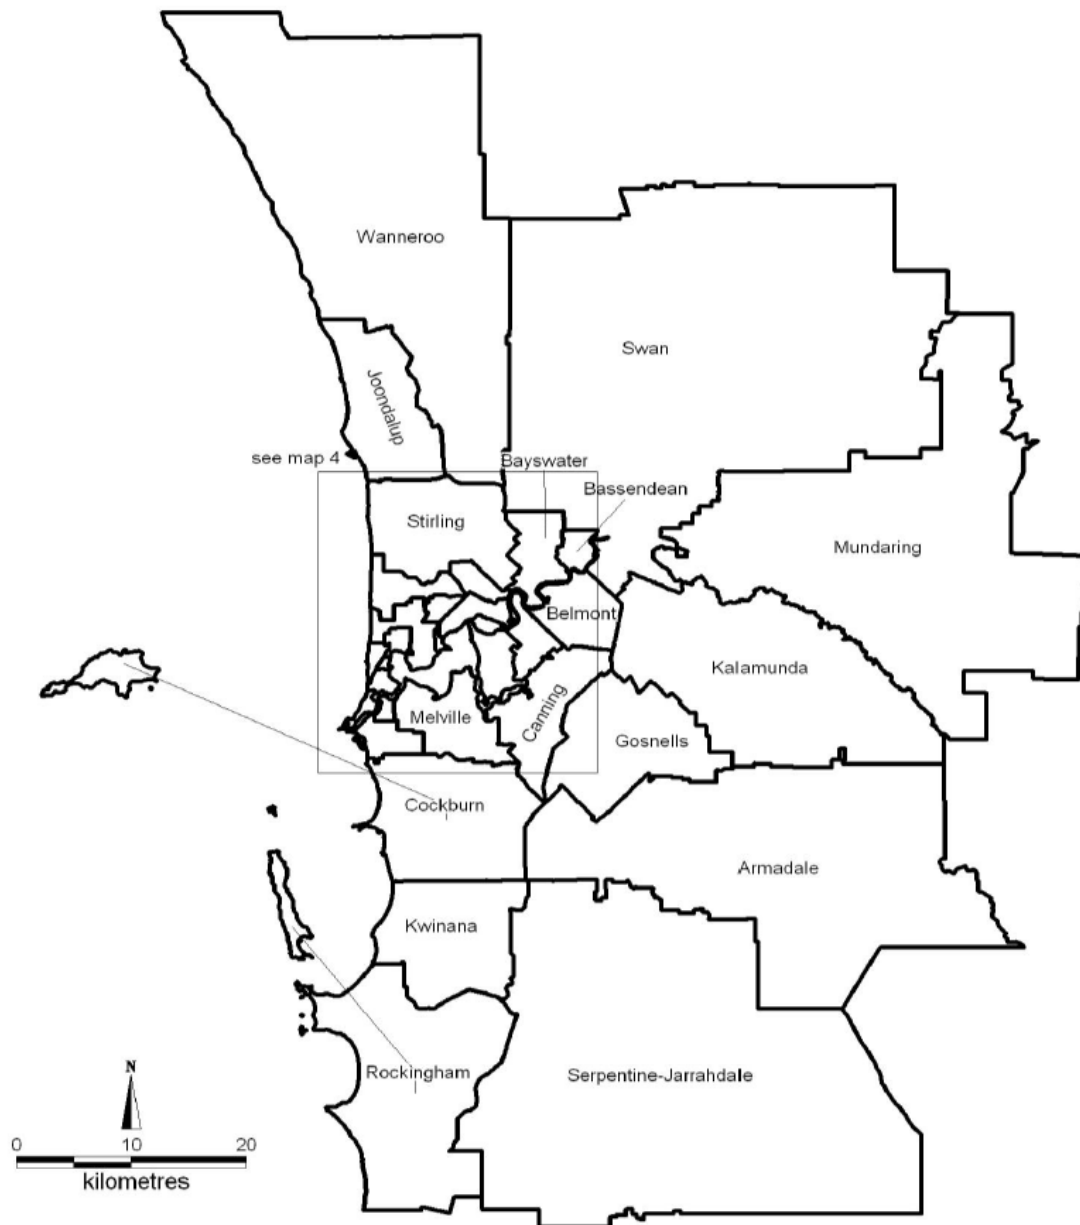 Wanneroo
Swan
Joondalup
see map 4
Bayswater
Bassendean
Stirling
Mundaring
Belmont
Kalamunda
Melville
Canning
Gosnells
Cockburn
Armadale
Kwinana
N
Rockingham
Serpentine-Jarrahdale
0 10 20
kilometres